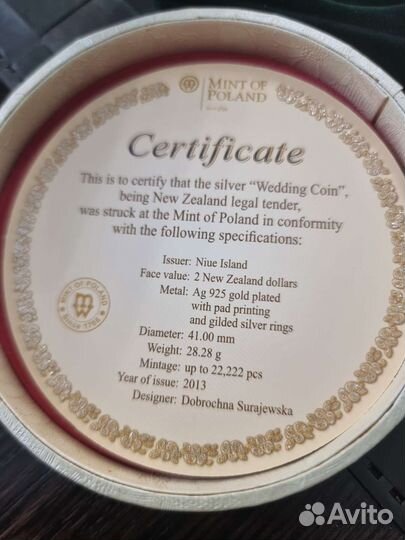 MINT OF
POLAND
Certificate
This is to certify that the silver “Wedding Coin”,
being New Zealand legal tender,
was struck at the Mint of Poland in conformity
with the following specifications:
Issuer: Niue Island
Face value: 2 New Zealand dollars
Metal: Ag 925 gold plated
with pad printing
and gilded silver rings
Diameter: 41.00 mm
Weight: 28.28 g
Mintage: up to 22,222 pcs
Year of issue: 2013
Designer: Dobrochna Surajewska
MINT OF POLAND
Since 1766
Avito